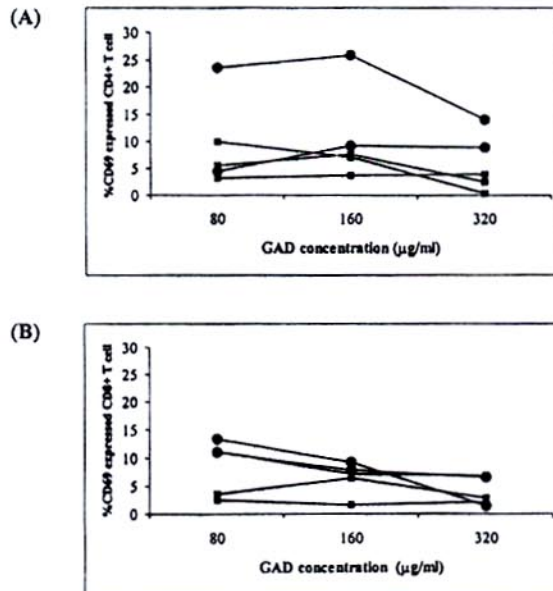 (A)
%CD69 expressed CD4+ T cell
30
25
20
15
10
5
0
80 160 320
GAD concentration (µg/ml)
(B)
%CD69 expressed CD8+ T cell
30
25
20
15
10
5
0
80 160 320
GAD concentration (µg/ml)